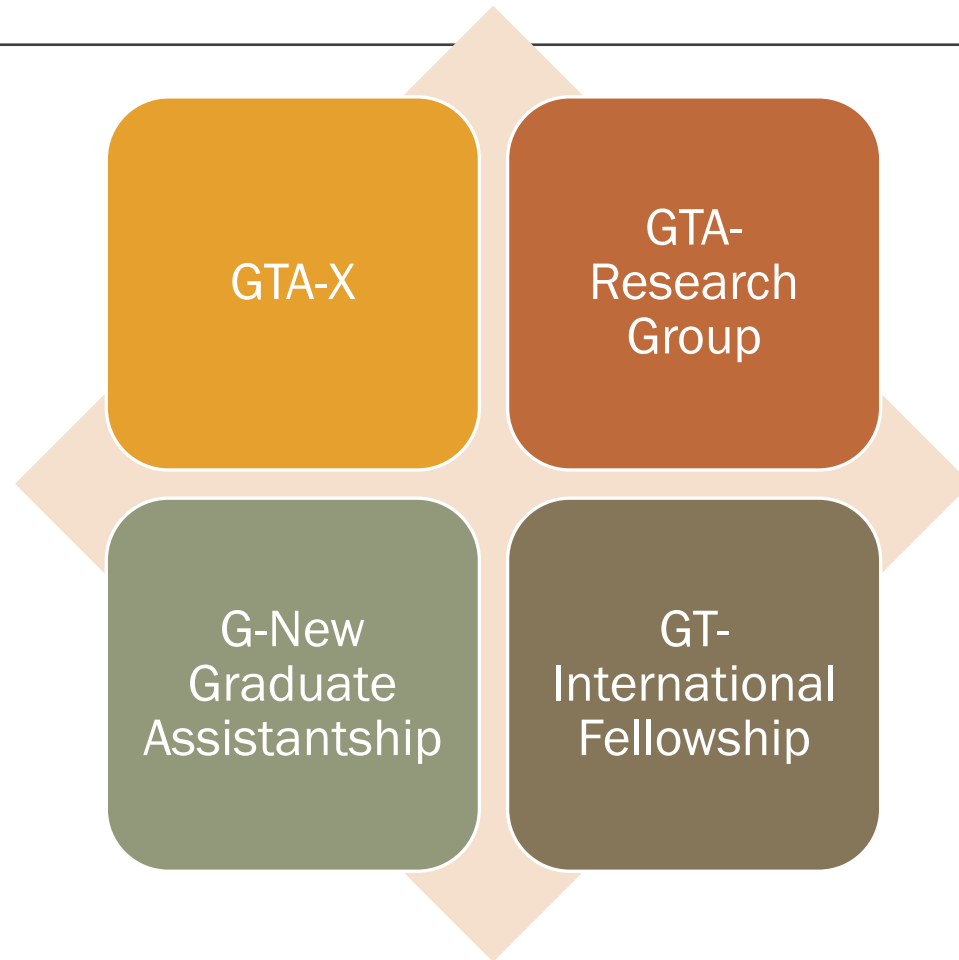 GTA-X
GTA-
Research
Group
G-New
Graduate
Assistantship
GT-
International
Fellowship